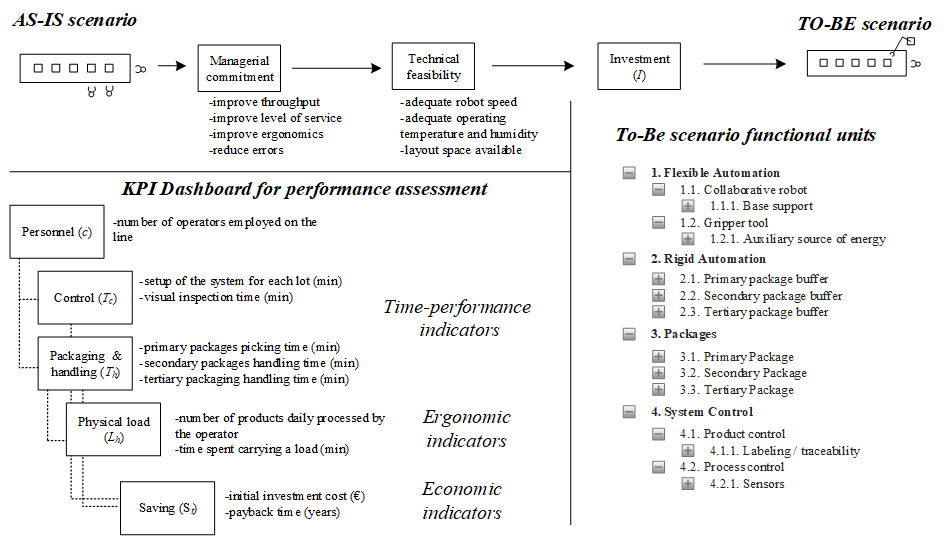 AS-IS scenario
TO-BE scenario
Managerial
commitment
Technical
feasibility
Investment
(I)
-improve throughput
-improve level of service
-improve ergonomics
-reduce errors
-adequate robot speed
-adequate operating
temperature and humidity
-layout space available
KPI Dashboard for performance assessment
Personnel (c)
-number of operators employed on the
line
Control (Tc)
-setup of the system for each lot (min)
-visual inspection time (min)
Time-performance
indicators
Packaging &
handling (Th)
-primary packages picking time (min)
-secondary packages handling time (min)
-tertiary packaging handling time (min)
Physical load
(Lh)
-number of products daily processed by
the operator
-time spent carrying a load (min)
Ergonomic
indicators
Saving (St)
-initial investment cost (€)
-payback time (years)
Economic
indicators
To-Be scenario functional units
1. Flexible Automation
1.1. Collaborative robot
1.1.1. Base support
1.2. Gripper tool
1.2.1. Auxiliary source of energy
2. Rigid Automation
2.1. Primary package buffer
2.2. Secondary package buffer
2.3. Tertiary package buffer
3. Packages
3.1. Primary Package
3.2. Secondary Package
3.3. Tertiary Package
4. System Control
4.1. Product control
4.1.1. Labeling / traceability
4.2. Process control
4.2.1. Sensors